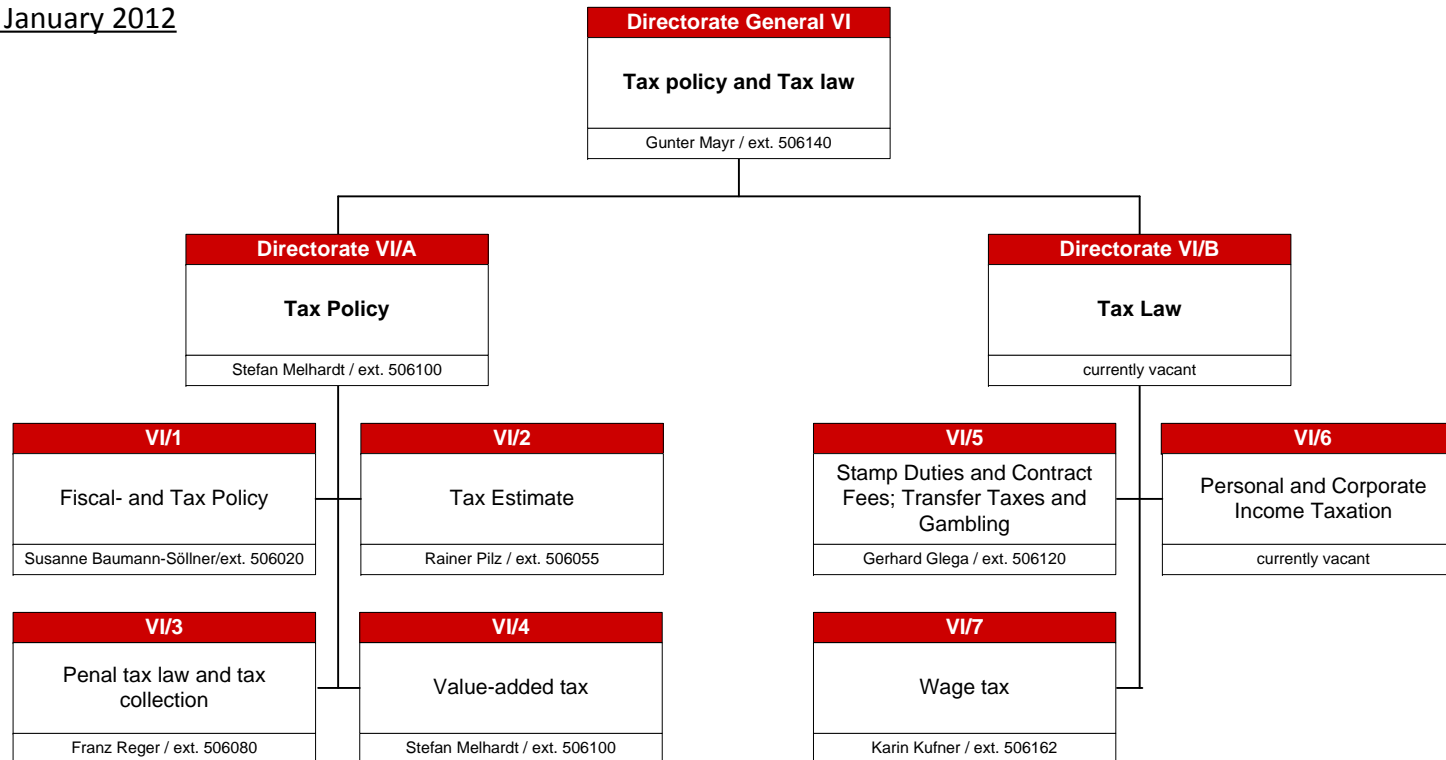 January 2012
Directorate General VI
Tax policy and Tax law
Gunter Mayr / ext. 506140
Directorate VI/A
Tax Policy
Stefan Melhardt / ext. 506100
Directorate VI/B
Tax Law
currently vacant
VI/1
Fiscal- and Tax Policy
Susanne Baumann-Söllner/ext. 506020
VI/2
Tax Estimate
Rainer Pilz / ext. 506055
VI/5
Stamp Duties and Contract
Fees; Transfer Taxes and
Gambling
Gerhard Glega / ext. 506120
VI/6
Personal and Corporate
Income Taxation
currently vacant
VI/3
Penal tax law and tax
collection
Franz Reger / ext. 506080
VI/4
Value-added tax
Stefan Melhardt / ext. 506100
VI/7
Wage tax
Karin Kufner / ext. 506162